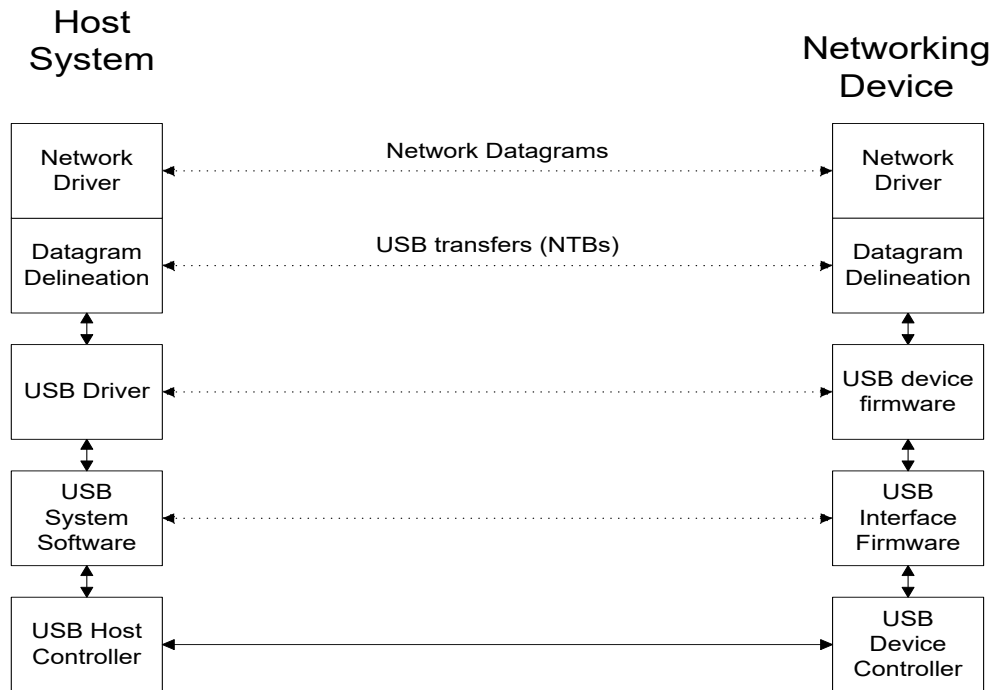 Host
System
Networking
Device
Network
Driver
Network Datagrams
Network
Driver
Datagram
Delineation
USB transfers (NTBs)
Datagram
Delineation
USB Driver
USB device
firmware
USB
System
Software
USB
Interface
Firmware
USB Host
Controller
USB
Device
Controller